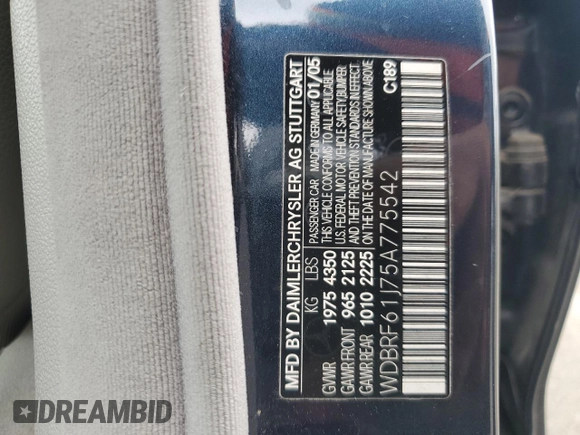 MFD BY DAIMLERCHRYSLER AG STUTTGART
PASSENGER CAR MADE IN GERMANY 01/05
KG LBS THIS VEHICLE CONFORMS TO ALL APPLICABLE
GVWR 1975 4350 U.S. FEDERAL MOTOR VEHICLE SAFETY, BUMPER
GAWR FRONT 965 2125 AND THEFT PREVENTION STANDARDS IN EFFECT
GAWR REAR 1010 2225 ON THE DATE OF MANUFACTURE SHOWN ABOVE
C189
WDBRF61J75A775542
DREAMBID